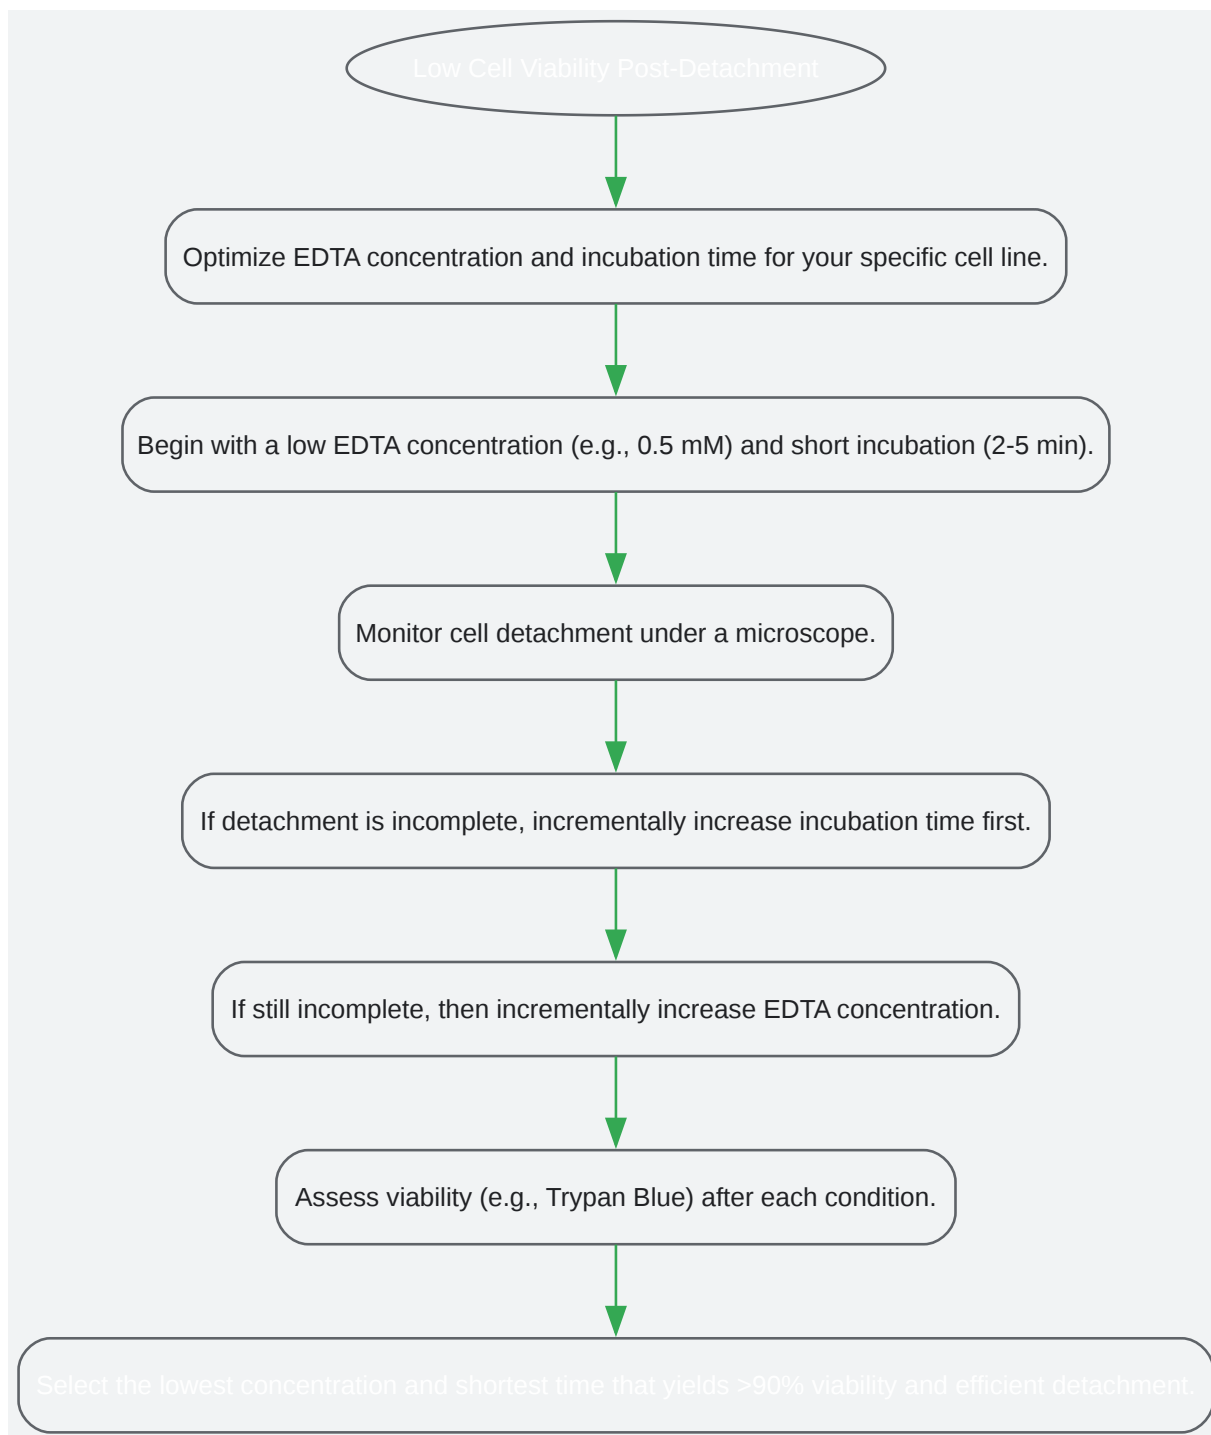 Low Cell Viability Post-Detachment
Optimize EDTA concentration and incubation time for your specific cell line.
Begin with a low EDTA concentration (e.g., 0.5 mM) and short incubation (2-5 min).
Monitor cell detachment under a microscope.
If detachment is incomplete, incrementally increase incubation time first.
If still incomplete, then incrementally increase EDTA concentration.
Assess viability (e.g., Trypan Blue) after each condition.
Select the lowest concentration and shortest time that yields >90% viability and efficient detachment.